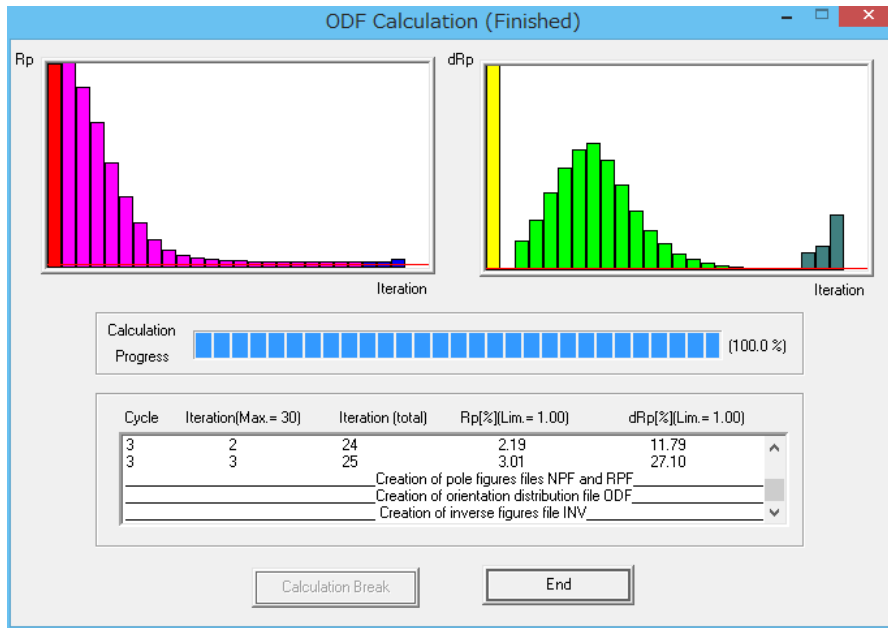 ODF Calculation (Finished)
Rp
dRp
Iteration
Iteration
Calculation
Progress
(100.0 %)
Cycle Iteration(Max.= 30) Iteration (total) Rp[%](Lim.= 1.00) dRp[%](Lim.= 1.00)
3 2 24 2.19 11.79
3 3 25 3.01 27.10
Creation of pole figures files NPF and RPF
Creation of orientation distribution file ODF
Creation of inverse figures file INV
Calculation Break
End